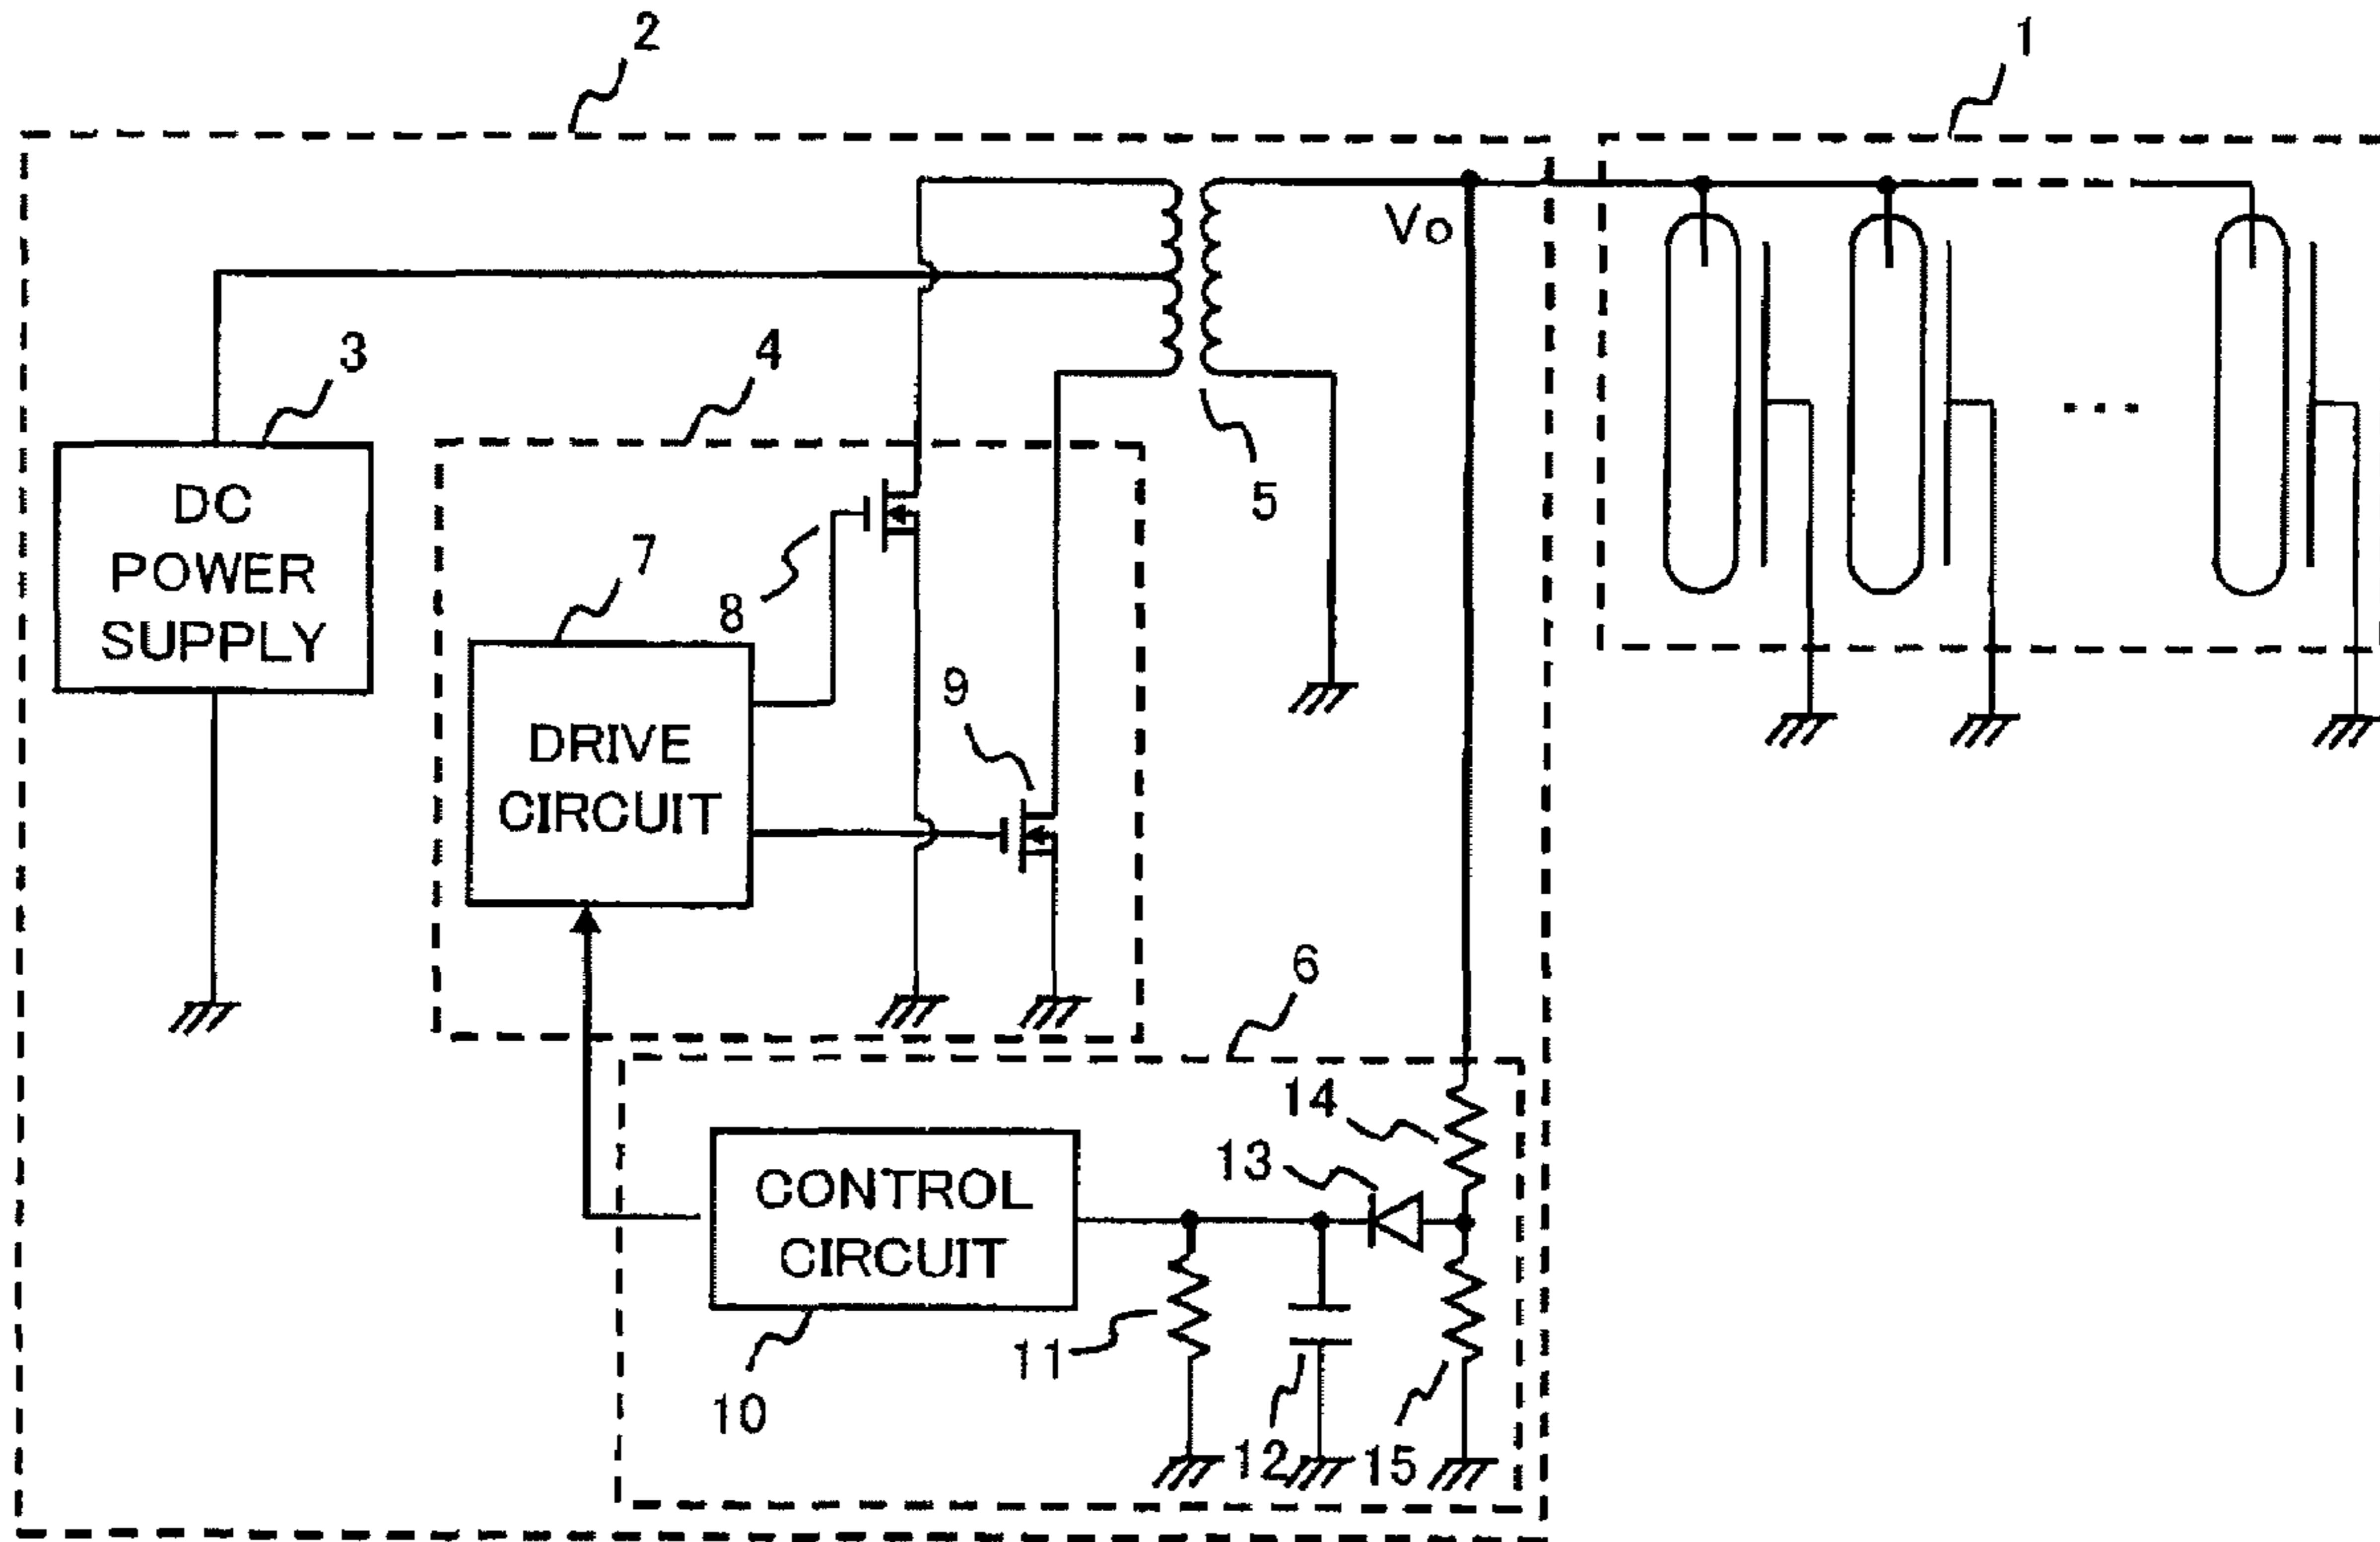 2
1
Vo
3
4
5
DC
POWER
SUPPLY
7
8
9
DRIVE
CIRCUIT
6
14
13
CONTROL
CIRCUIT
11
10
12
15